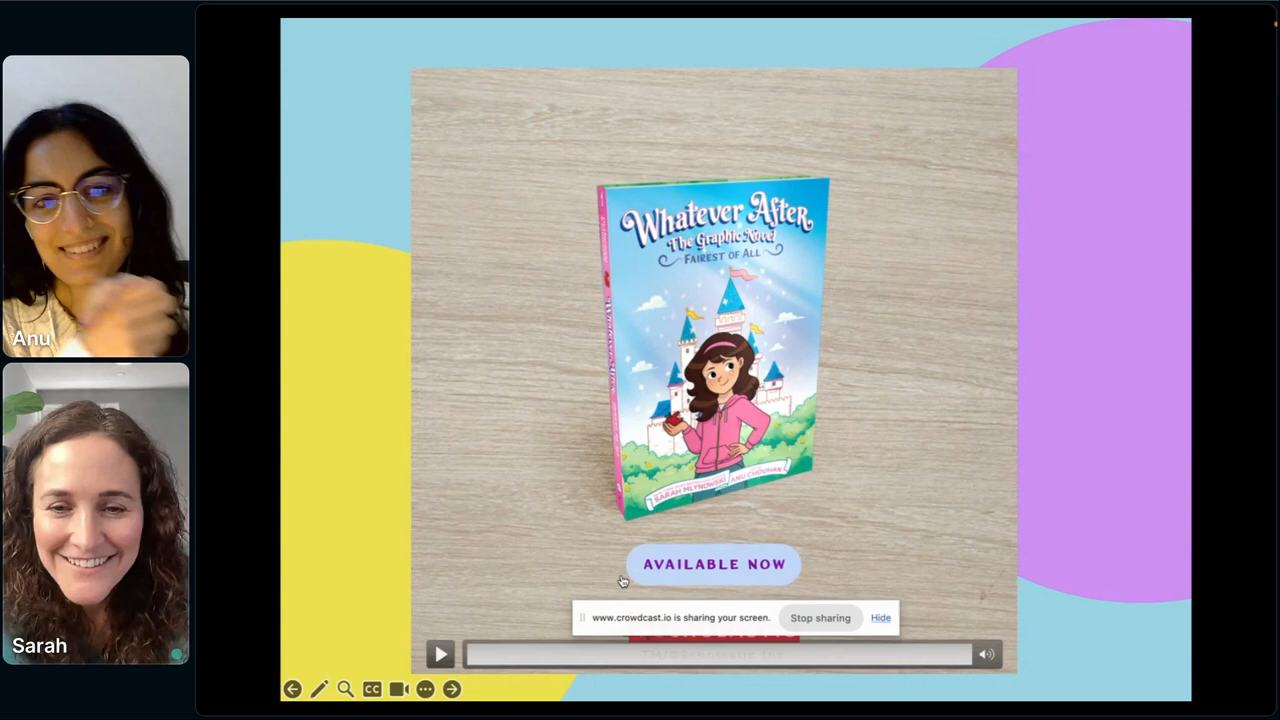 Anu
Sarah
Whatever After
The Graphic Novel
FAIREST OF ALL
SARAH MLYNOWSKI
ANU CHOUHAN
AVAILABLE NOW
www.crowdcast.io is sharing your screen.
Stop sharing
Hide
CC